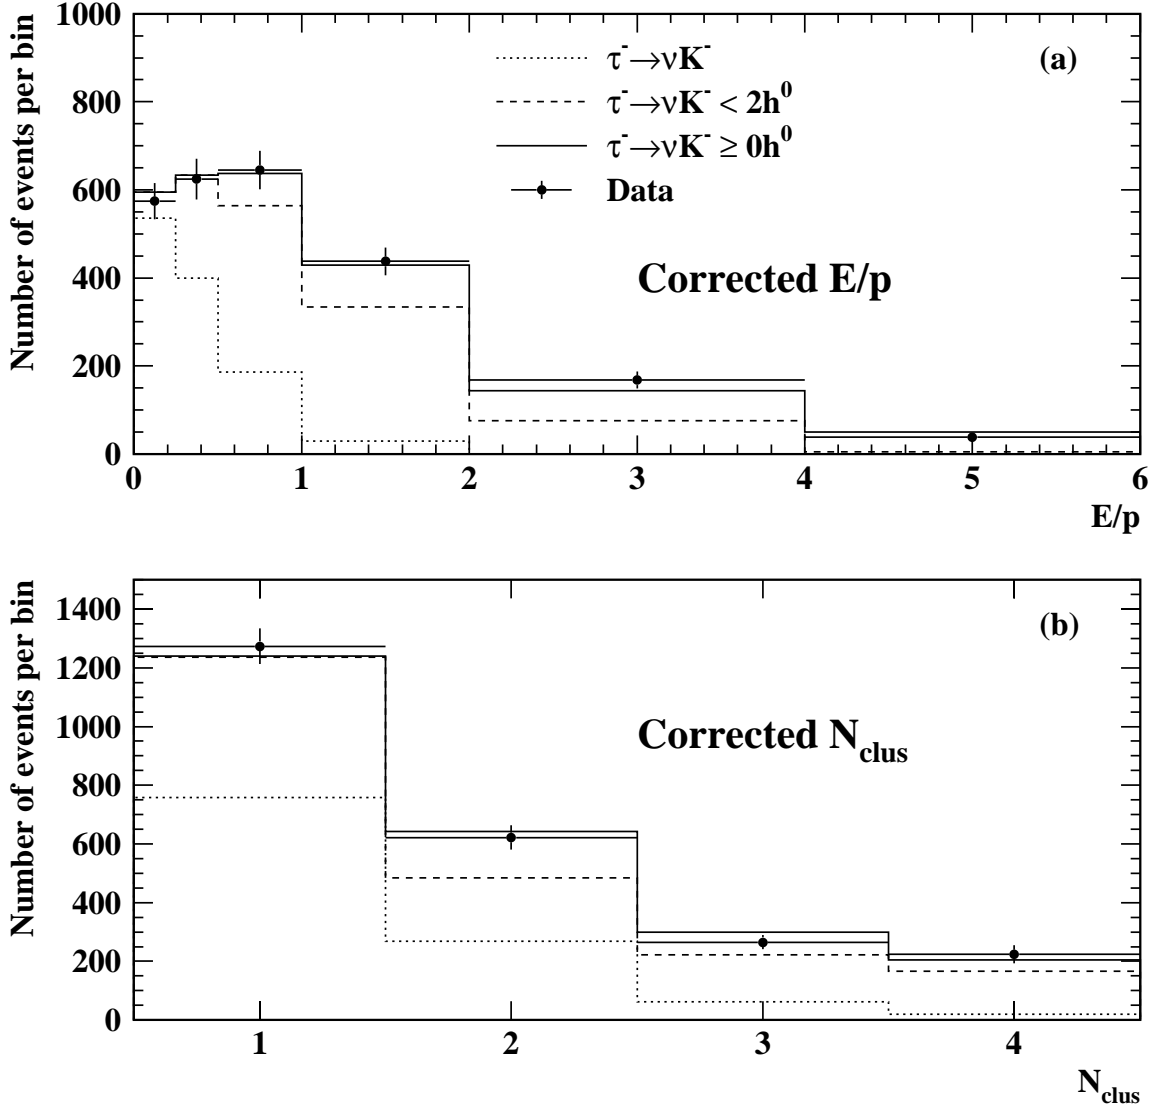 Number of events per bin
1000
800
600
400
200
0
τ⁻→νK⁻
τ⁻→νK⁻ < 2h⁰
τ⁻→νK⁻ ≥ 0h⁰
Data
(a)
Corrected E/p
0 1 2 3 4 5 6
E/p
Number of events per bin
1400
1200
1000
800
600
400
200
0
(b)
Corrected N_clus
1 2 3 4
N_clus